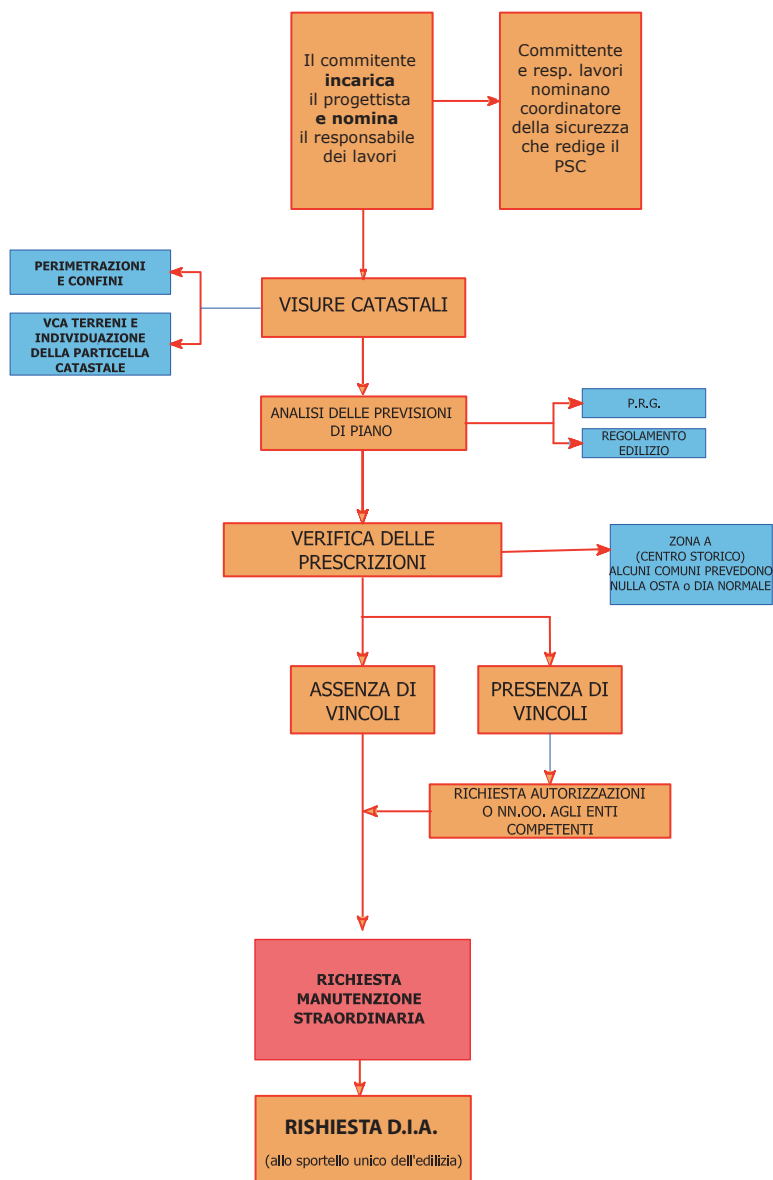 Il commitente
incarica
il progettista
e nomina
il responsabile
dei lavori
Committente
e resp. lavori
nominano
coordinatore
della sicurezza
che redige il
PSC
PERIMETRAZIONI
E CONFINI
VISURE CATASTALI
VCA TERRENI E
INDIVIDUAZIONE
DELLA PARTICELLA
CATASTALE
ANALISI DELLE PREVISIONI
DI PIANO
P.R.G.
REGOLAMENTO
EDILIZIO
VERIFICA DELLE
PRESCRIZIONI
ZONA A
(CENTRO STORICO)
ALCUNI COMUNI PREVEDONO
NULLA OSTA o DIA NORMALE
ASSENZA DI
VINCOLI
PRESENZA DI
VINCOLI
RICHIESTA AUTORIZZAZIONI
O NN.OO. AGLI ENTI
COMPETENTI
RICHIESTA
MANUTENZIONE
STRAORDINARIA
RISHIESTA D.I.A.
(allo sportello unico dell'edilizia)